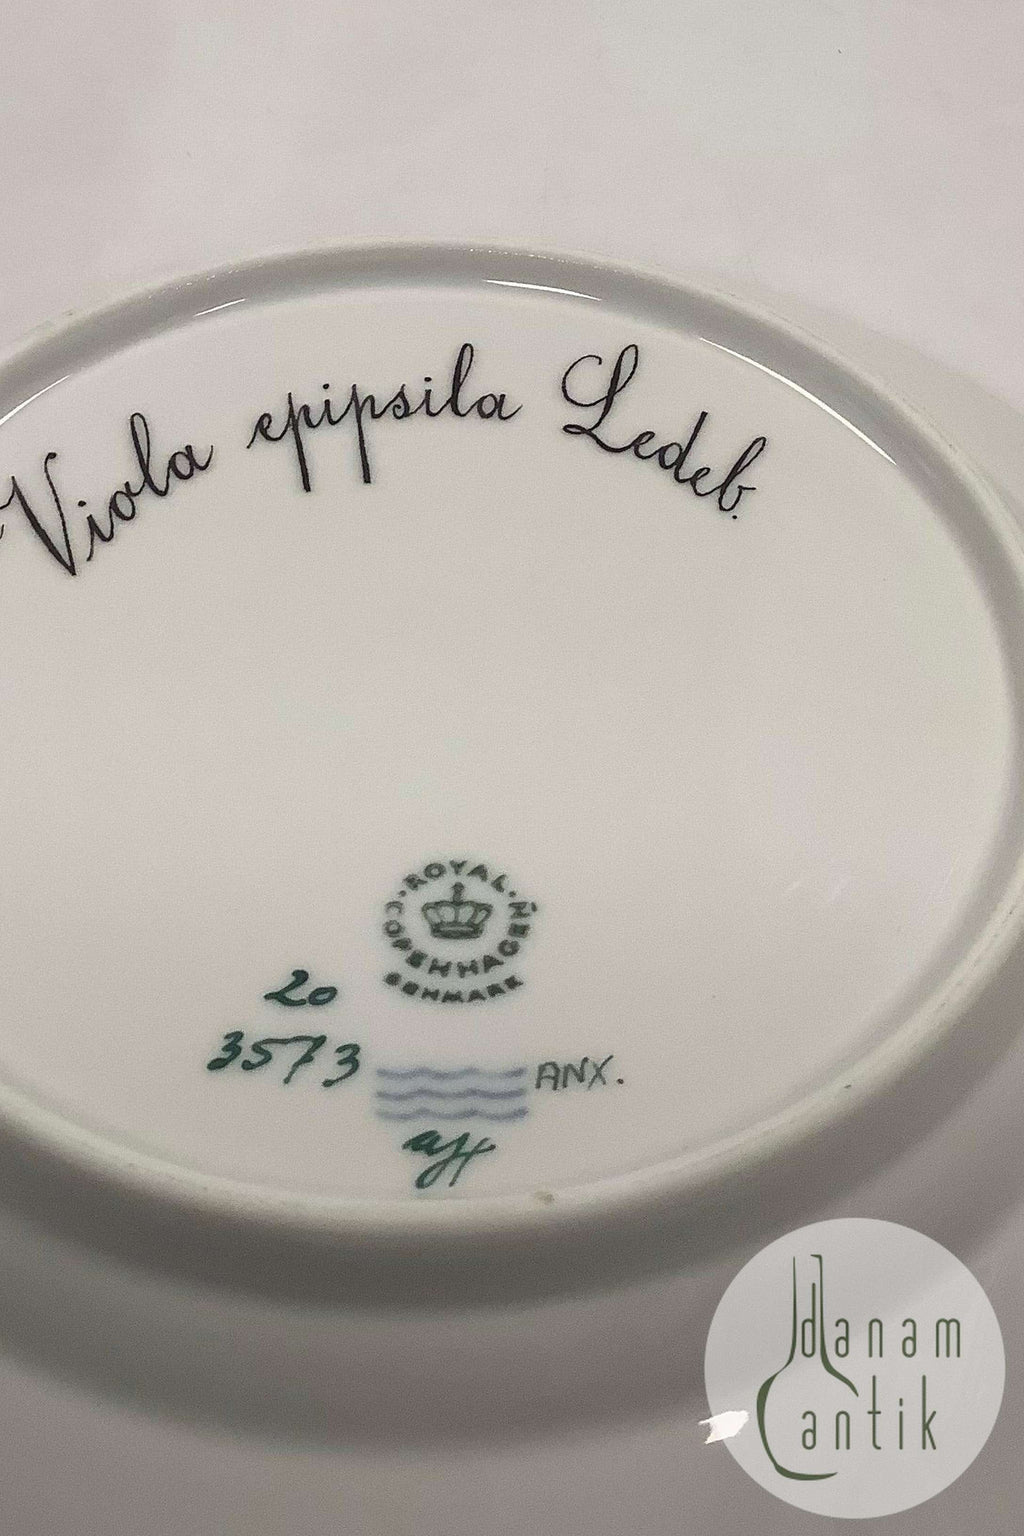 Viola epipsila Ledeb.
ROYAL
COPENHAGEN
DENMARK
20
3573
ANX.
danam
antik